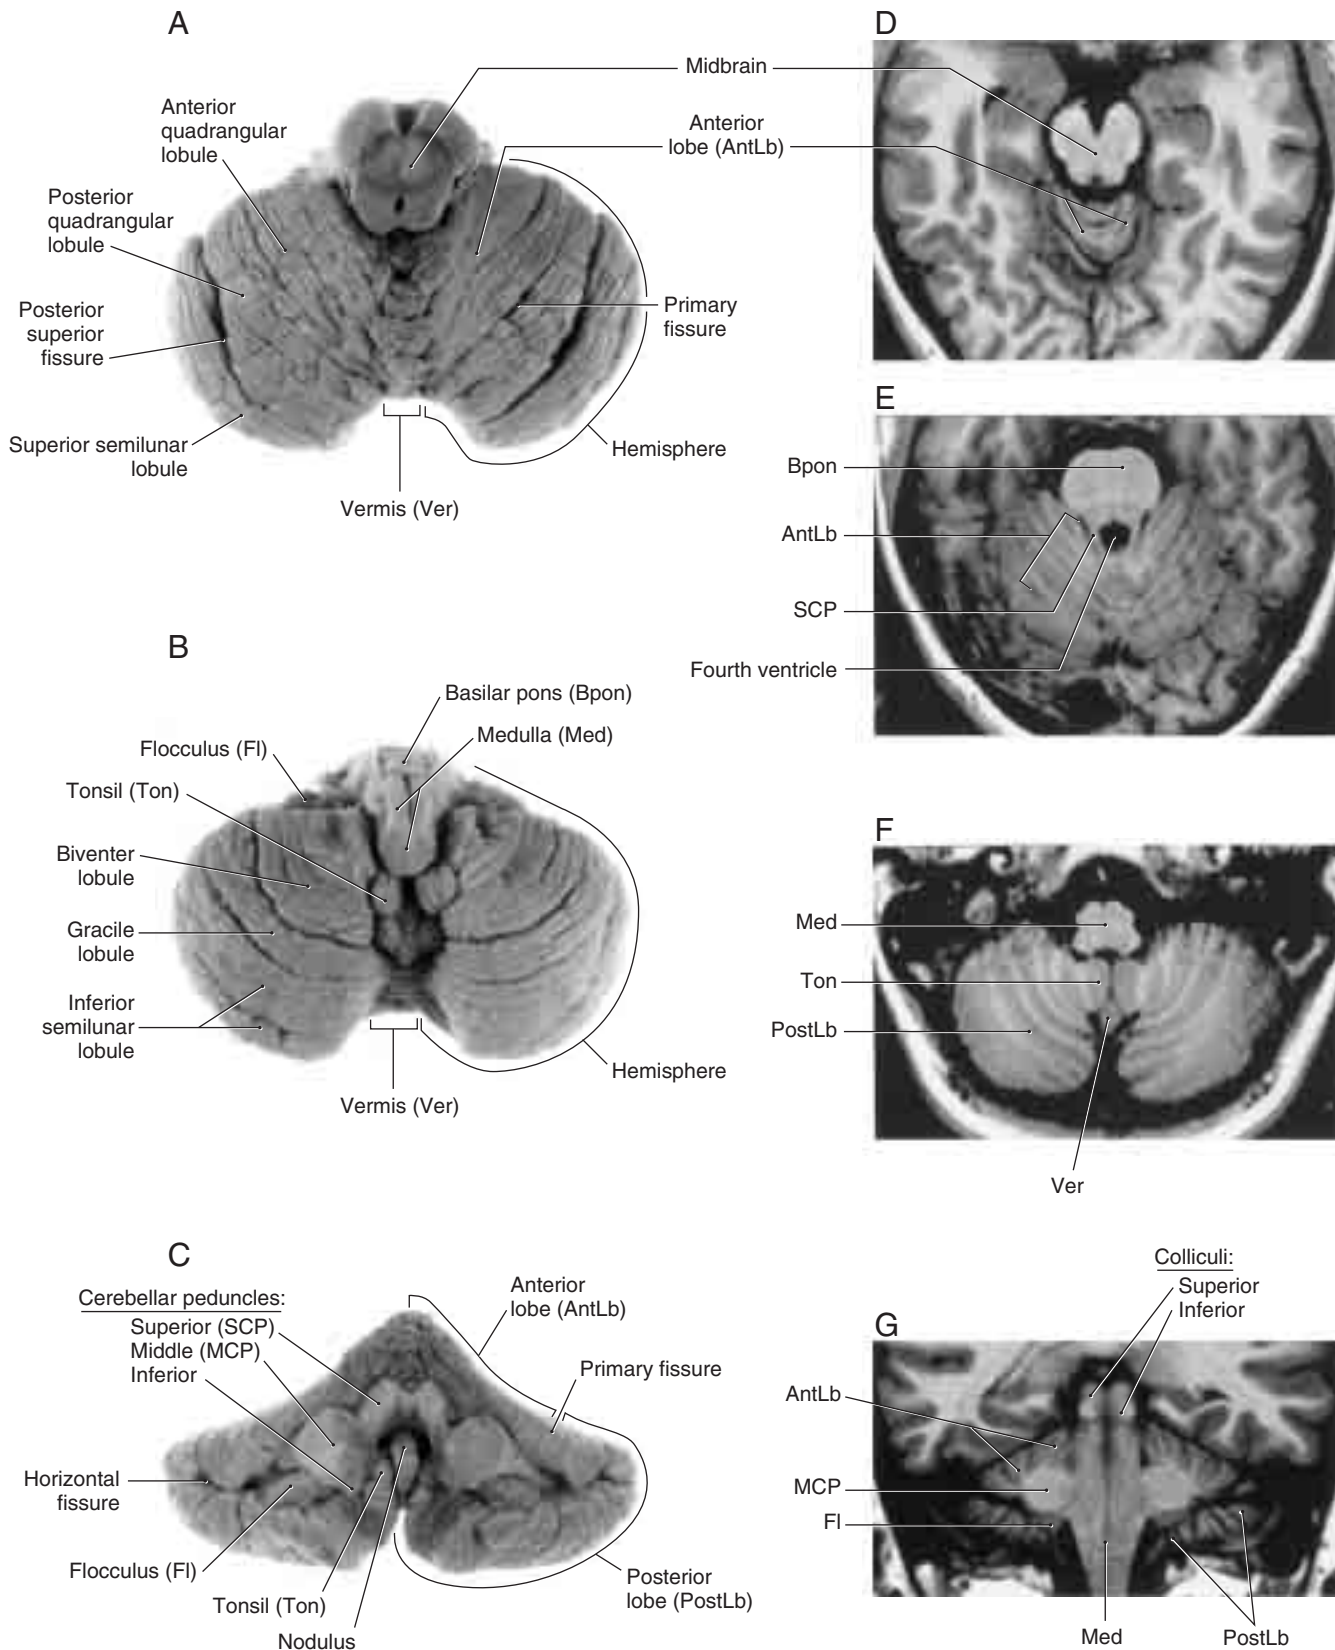 A
Anterior
quadrangular
lobule
Posterior
quadrangular
lobule
Posterior
superior
fissure
Superior semilunar
lobule
Vermis (Ver)
Hemisphere
Primary
fissure
Midbrain
Anterior
lobe (AntLb)
D
E
Bpon
AntLb
SCP
Fourth ventricle
B
Basilar pons (Bpon)
Medulla (Med)
Flocculus (Fl)
Tonsil (Ton)
Biventer
lobule
Gracile
lobule
Inferior
semilunar
lobule
Vermis (Ver)
Hemisphere
F
Med
Ton
PostLb
Ver
C
Cerebellar peduncles:
Superior (SCP)
Middle (MCP)
Inferior
Anterior
lobe (AntLb)
Primary fissure
Horizontal
fissure
Flocculus (Fl)
Tonsil (Ton)
Nodulus
Posterior
lobe (PostLb)
Colliculi:
Superior
Inferior
G
AntLb
MCP
Fl
Med
PostLb